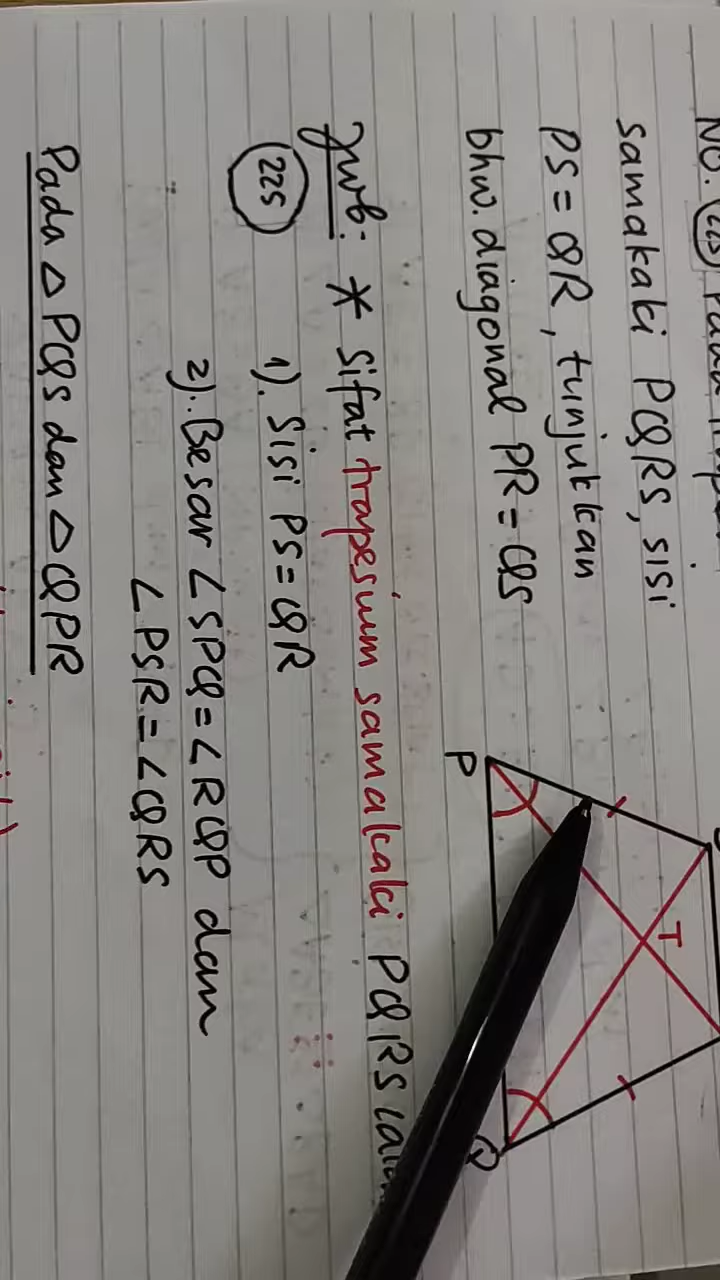 NO.
samakaki PQRS, sisi
PS = QR, tunjukkan
bhw. diagonal PR = QS
P
T
Q
Jwb: * Sifat trapesium samakaki PQRS
225
1). Sisi PS = QR
2). Besar ∠SPQ = ∠RQP dan
∠PSR = ∠QRS
Pada △PQS dan △QPR